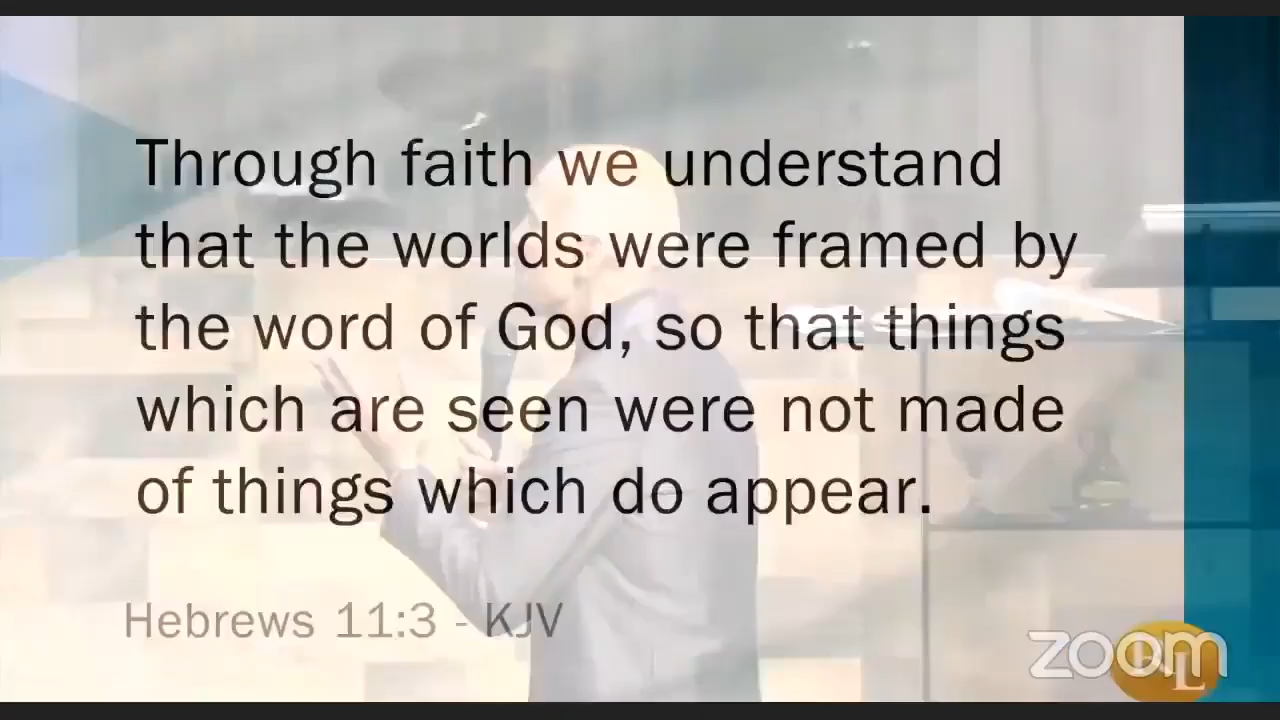 Through faith we understand
that the worlds were framed by
the word of God, so that things
which are seen were not made
of things which do appear.
Hebrews 11:3 - KJV
zoom
L